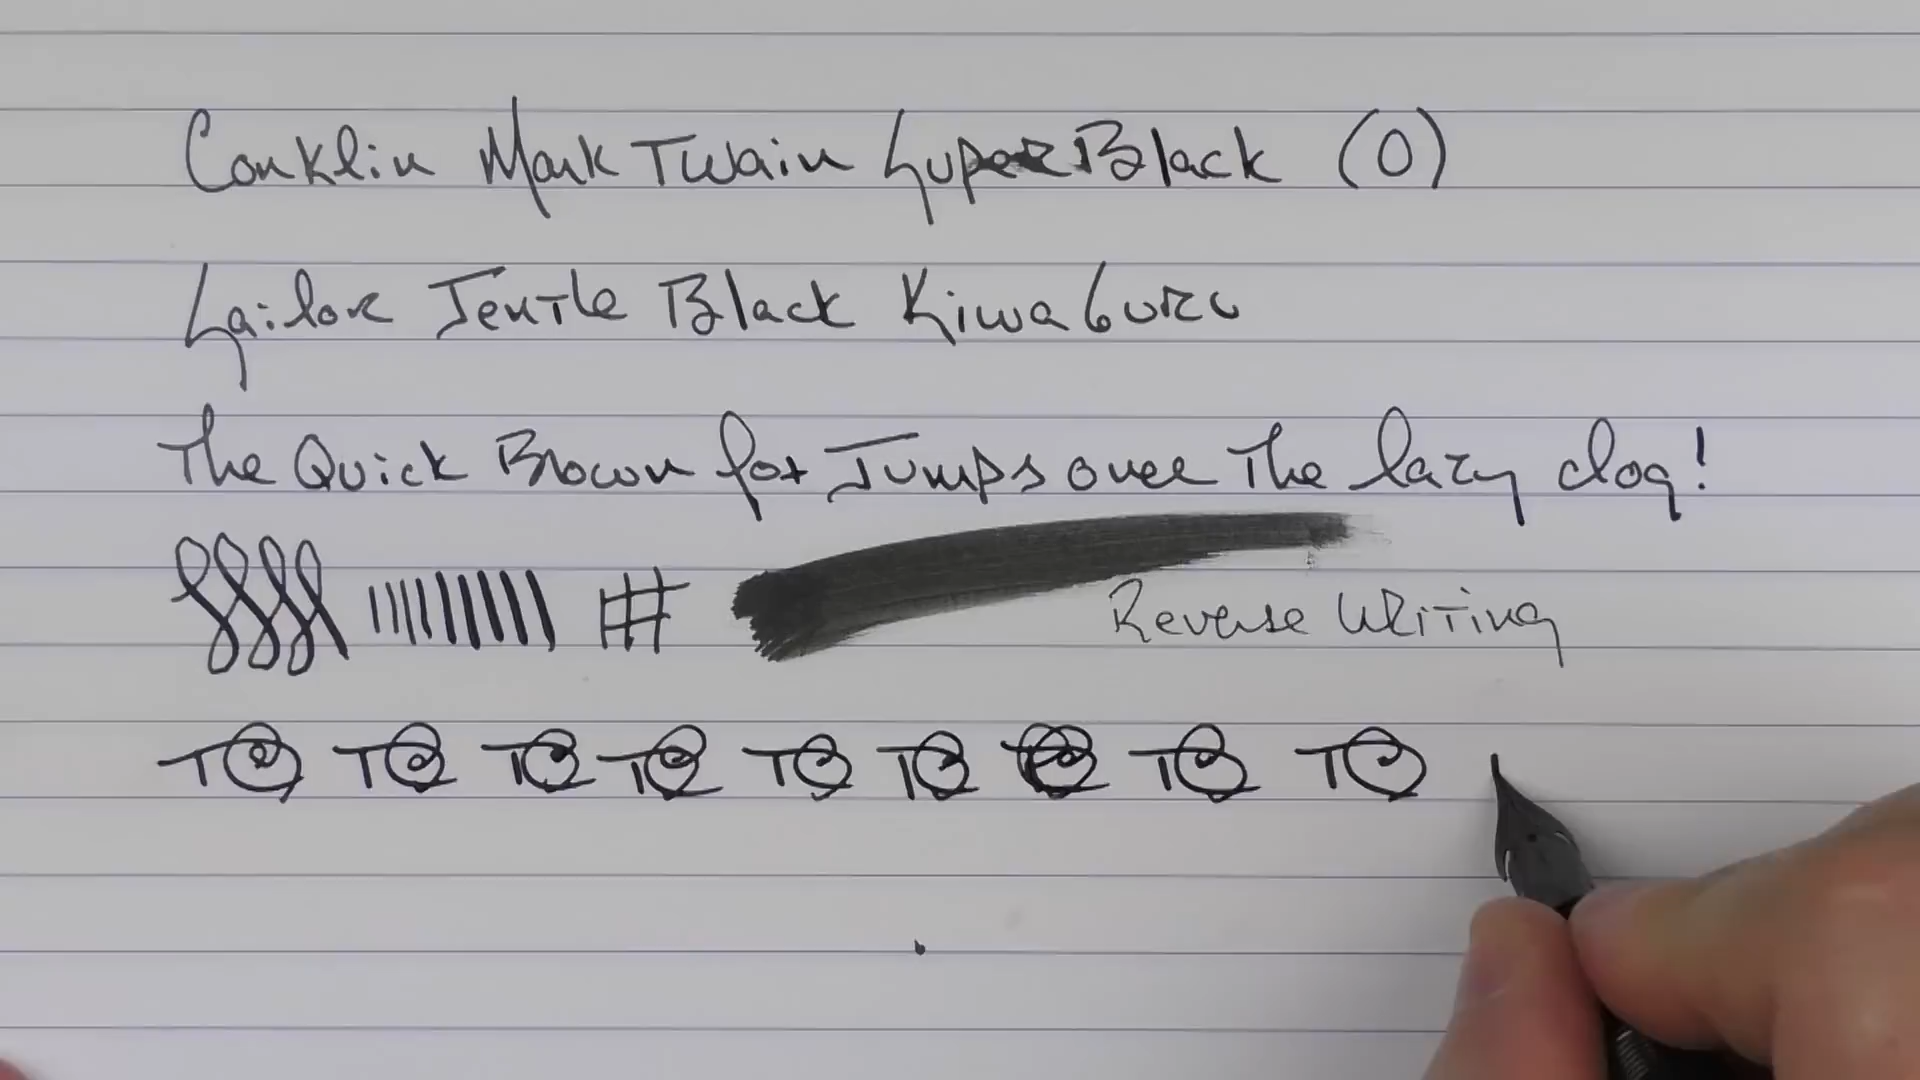 Conklin Mark Twain SuperBlack (O)
Sailor Jentle Black Kiwaguro
The Quick Brown fox Jumps over The lazy dog!
# Reverse Writing